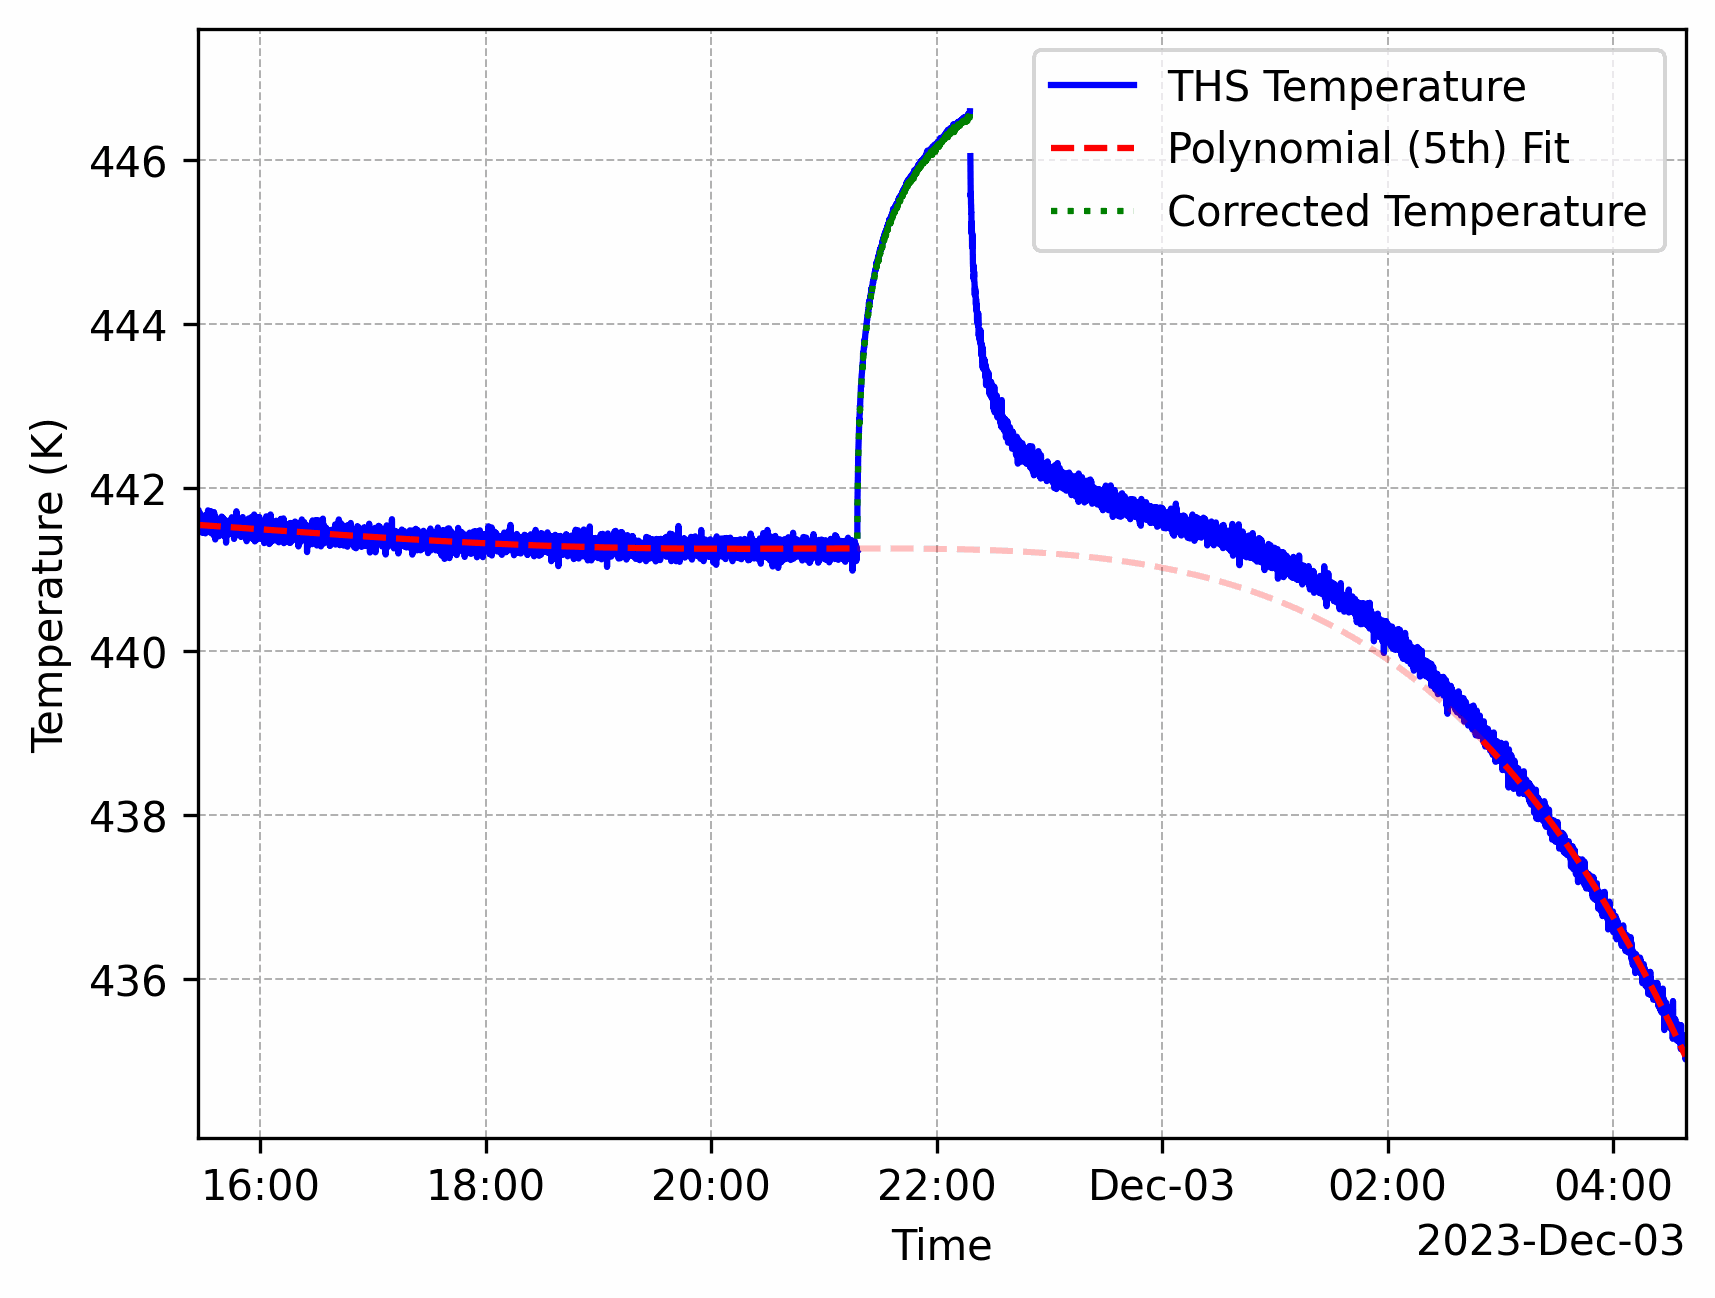 THS Temperature
Polynomial (5th) Fit
Corrected Temperature
446
444
442
440
438
436
Temperature (K)
16:00 18:00 20:00 22:00 Dec-03 02:00 04:00
Time
2023-Dec-03